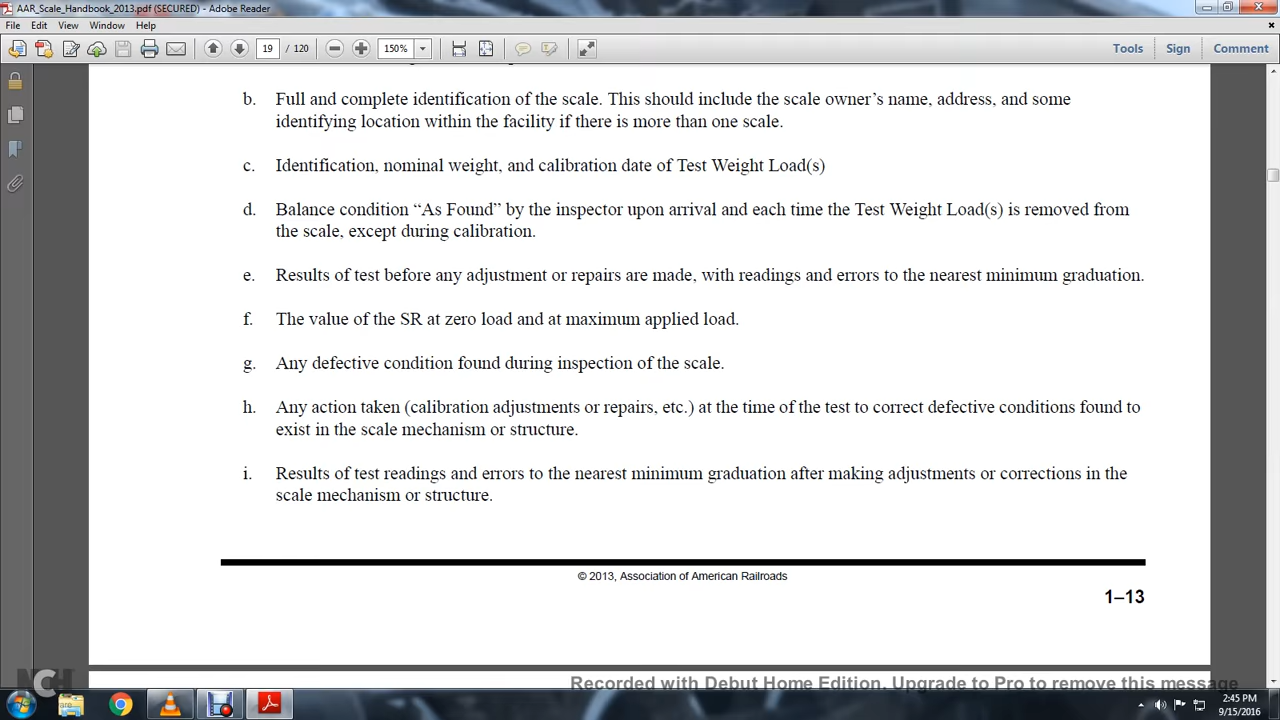 AAR_Scale_Handbook_2013.pdf (SECURED) - Adobe Reader
File Edit View Window Help
19 / 120 150% Tools Sign Comment
b. Full and complete identification of the scale. This should include the scale owner's name, address, and some
identifying location within the facility if there is more than one scale.
c. Identification, nominal weight, and calibration date of Test Weight Load(s)
d. Balance condition “As Found” by the inspector upon arrival and each time the Test Weight Load(s) is removed from
the scale, except during calibration.
e. Results of test before any adjustment or repairs are made, with readings and errors to the nearest minimum graduation.
f. The value of the SR at zero load and at maximum applied load.
g. Any defective condition found during inspection of the scale.
h. Any action taken (calibration adjustments or repairs, etc.) at the time of the test to correct defective conditions found to
exist in the scale mechanism or structure.
i. Results of test readings and errors to the nearest minimum graduation after making adjustments or corrections in the
scale mechanism or structure.
© 2013, Association of American Railroads
1–13
Recorded with Debut Home Edition. Upgrade to Pro to remove this message
2:45 PM
9/15/2016